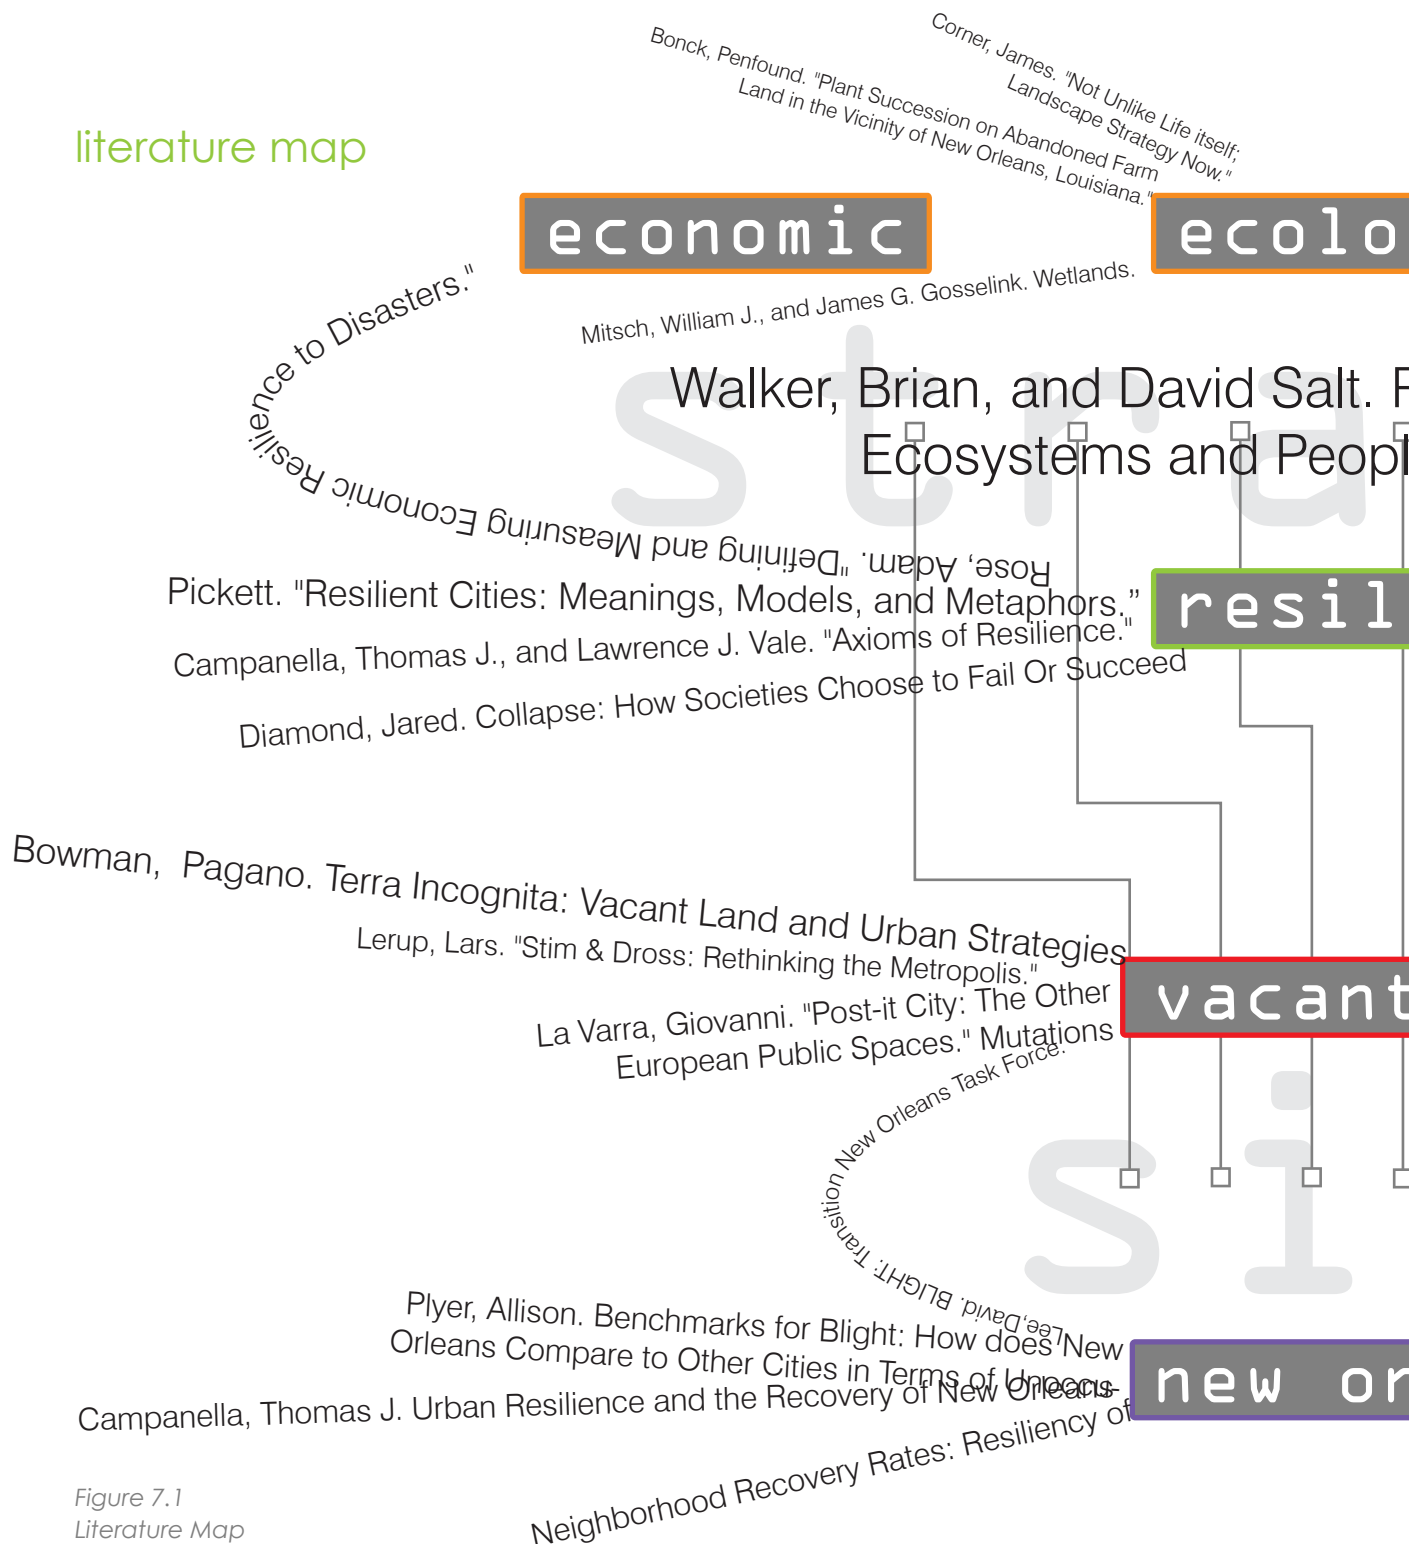 literature map
Bonck, Penfound. "Plant Succession on Abandoned Farm
Land in the Vicinity of New Orleans, Louisiana."
Corner, James. "Not Unlike Life itself;
Landscape Strategy Now."
economic
ecolo
Mitsch, William J., and James G. Gosselink. Wetlands.
stra
Walker, Brian, and David Salt. R
Ecosystems and Peopl
Rose, Adam. "Defining and Measuring Economic Resilience to Disasters."
Pickett. "Resilient Cities: Meanings, Models, and Metaphors.”
resil
Campanella, Thomas J., and Lawrence J. Vale. "Axioms of Resilience."
Diamond, Jared. Collapse: How Societies Choose to Fail Or Succeed
Bowman, Pagano. Terra Incognita: Vacant Land and Urban Strategies
Lerup, Lars. "Stim & Dross: Rethinking the Metropolis."
vacant
La Varra, Giovanni. "Post-it City: The Other
European Public Spaces." Mutations
Lee,David. BLIGHT: Transition New Orleans Task Force.
si
Plyer, Allison. Benchmarks for Blight: How does New
Orleans Compare to Other Cities in Terms of Unoccu-
new or
Campanella, Thomas J. Urban Resilience and the Recovery of New Orleans
Neighborhood Recovery Rates: Resiliency of
Figure 7.1
Literature Map